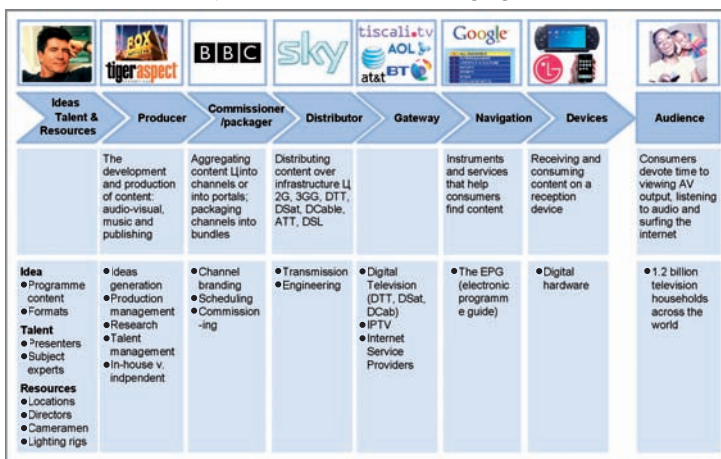 FOX
tigeraspect
BBC
sky
tiscali.tv
AOL
at&t
BT
Google
LG
Ideas
Talent &
Resources
Producer
Commissioner
/packager
Distributor
Gateway
Navigation
Devices
Audience
The
development
and production
of content:
audio-visual,
music and
publishing
Aggregating
content Цinto
channels or
into portals;
packaging
channels into
bundles
Distributing
content over
infrastructure Ц
2G, 3GG, DTT,
DSat, DCable,
ATT, DSL
Instruments
and services
that help
consumers
find content
Receiving and
consuming
content on a
reception
device
Consumers
devote time to
viewing AV
output, listening
to audio and
surfing the
internet
Idea
•Programme
content
•Formats
Talent
•Presenters
•Subject
experts
Resources
•Locations
•Directors
•Cameramen
•Lighting rigs
•Ideas
generation
•Production
management
•Research
•Talent
management
•In-house v.
indpendent
•Channel
branding
•Scheduling
•Commission
-ing
•Transmission
•Engineering
•Digital
Television
(DTT, DSat,
DCab)
•IPTV
•Internet
Service
Providers
•The EPG
(electronic
programm
e guide)
•Digital
hardware
•1.2 billion
television
households
across the
world